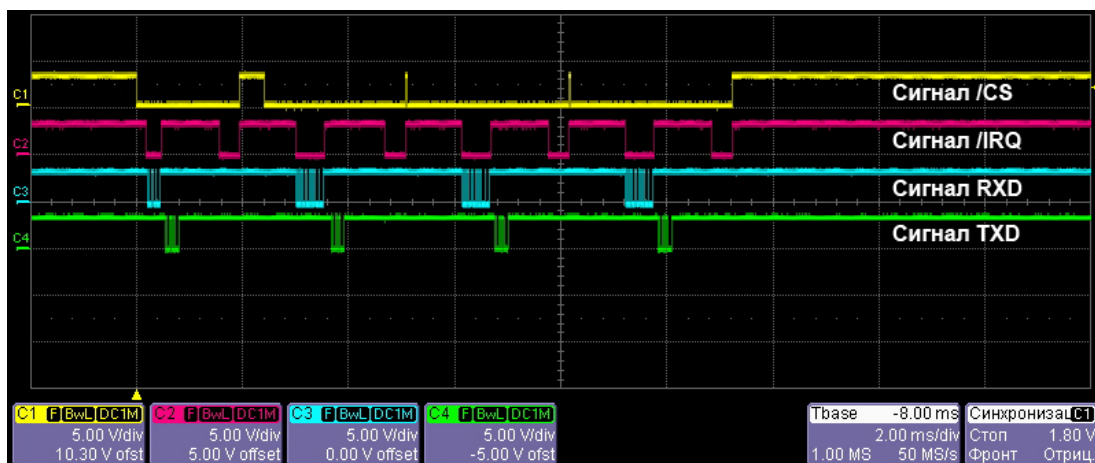 C1
Сигнал /CS
C2
Сигнал /IRQ
C3
Сигнал RXD
C4
Сигнал TXD
C1 F BwL DC1M
5.00 V/div
10.30 V ofst
C2 F BwL DC1M
5.00 V/div
5.00 V offset
C3 F BwL DC1M
5.00 V/div
0.00 V offset
C4 F BwL DC1M
5.00 V/div
-5.00 V ofst
Tbase -8.00 ms
2.00 ms/div
1.00 MS 50 MS/s
Синхронизац C1
Стоп 1.80 V
Фронт Отриц.